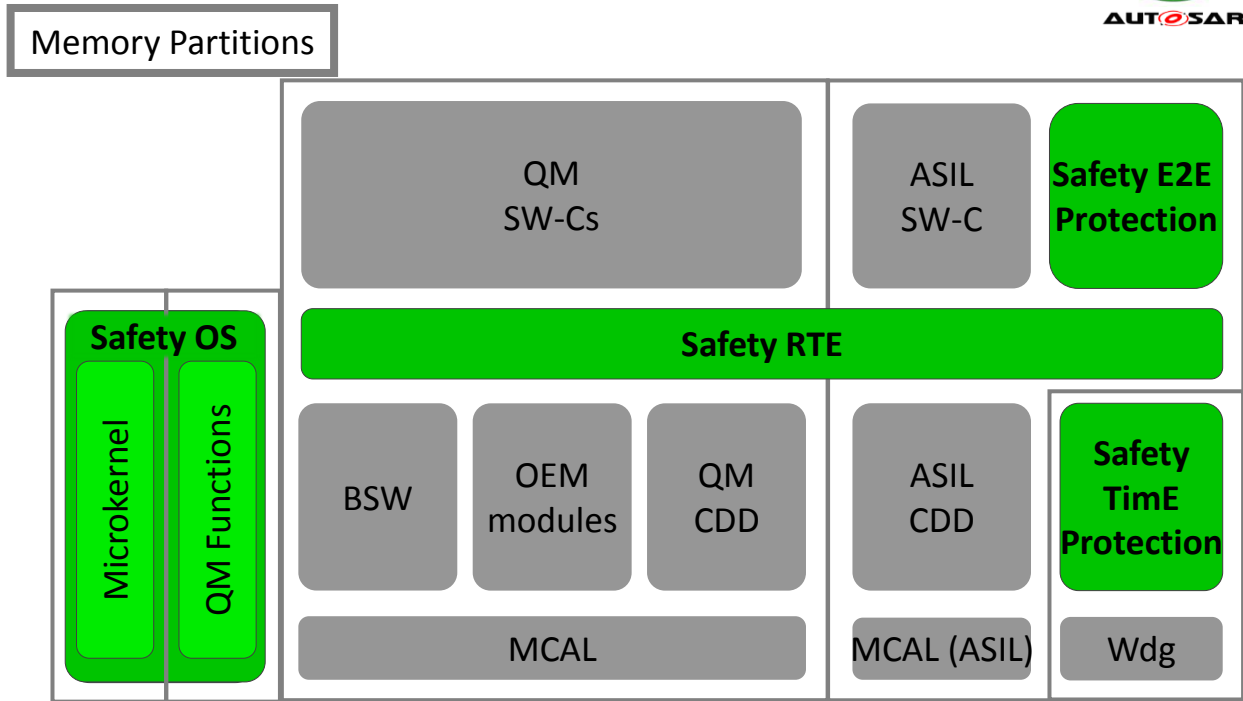 AUTOSAR
Memory Partitions
QM
SW-Cs
ASIL
SW-C
Safety E2E
Protection
Safety OS
Microkernel
QM Functions
Safety RTE
BSW
OEM
modules
QM
CDD
ASIL
CDD
Safety
TimE
Protection
MCAL
MCAL (ASIL)
Wdg